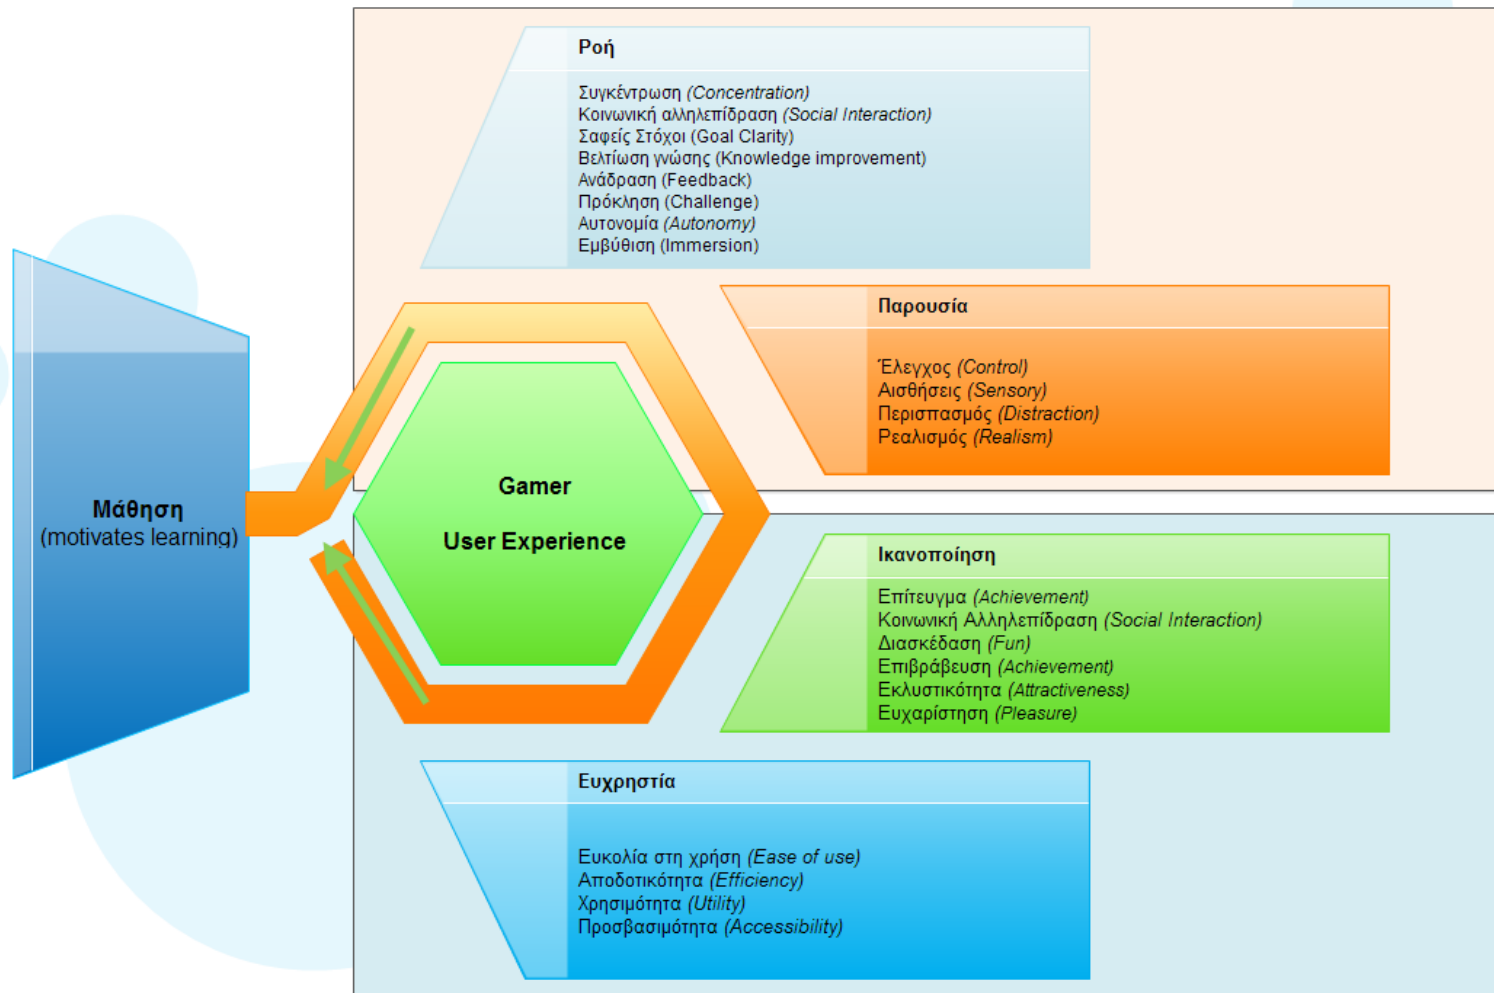 Ροή
Συγκέντρωση (Concentration)
Κοινωνική αλληλεπίδραση (Social Interaction)
Σαφείς Στόχοι (Goal Clarity)
Βελτίωση γνώσης (Knowledge improvement)
Ανάδραση (Feedback)
Πρόκληση (Challenge)
Αυτονομία (Autonomy)
Εμβύθιση (Immersion)
Παρουσία
Έλεγχος (Control)
Αισθήσεις (Sensory)
Περισπασμός (Distraction)
Ρεαλισμός (Realism)
Μάθηση
(motivates learning)
Gamer
User Experience
Ικανοποίηση
Επίτευγμα (Achievement)
Κοινωνική Αλληλεπίδραση (Social Interaction)
Διασκέδαση (Fun)
Επιβράβευση (Achievement)
Εκλυστικότητα (Attractiveness)
Ευχαρίστηση (Pleasure)
Ευχρηστία
Ευκολία στη χρήση (Ease of use)
Αποδοτικότητα (Efficiency)
Χρησιμότητα (Utility)
Προσβασιμότητα (Accessibility)